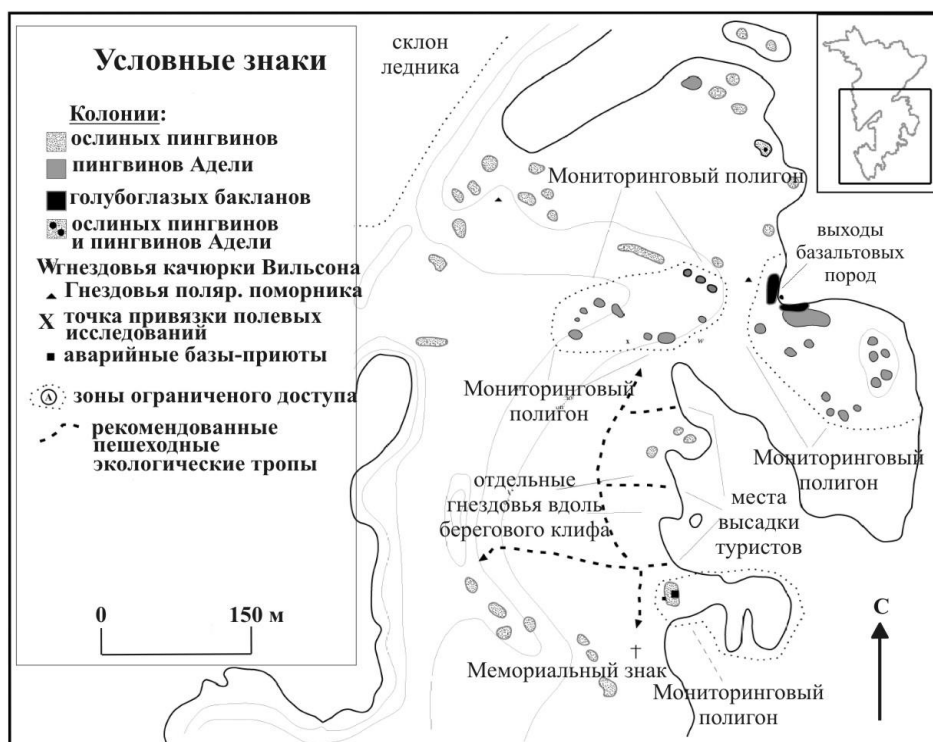 Условные знаки
Колонии:
ослиных пингвинов
пингвинов Адели
голубоглазых бакланов
ослиных пингвинов
и пингвинов Адели
W гнездовья качюрки Вильсона
Гнездовья поляр. поморника
X точка привязки полевых
исследований
аварийные базы-приюты
A зоны ограниченого доступа
рекомендованные
пешеходные
экологические тропы
0 150 м
склон
ледника
Мониторинговый полигон
выходы
базальтовых
пород
x
w
Мониторинговый
полигон
Мониторинговый
полигон
отдельные
гнездовья вдоль
берегового клифа
места
высадки
туристов
С
Мемориальный знак
Мониторинговый
полигон